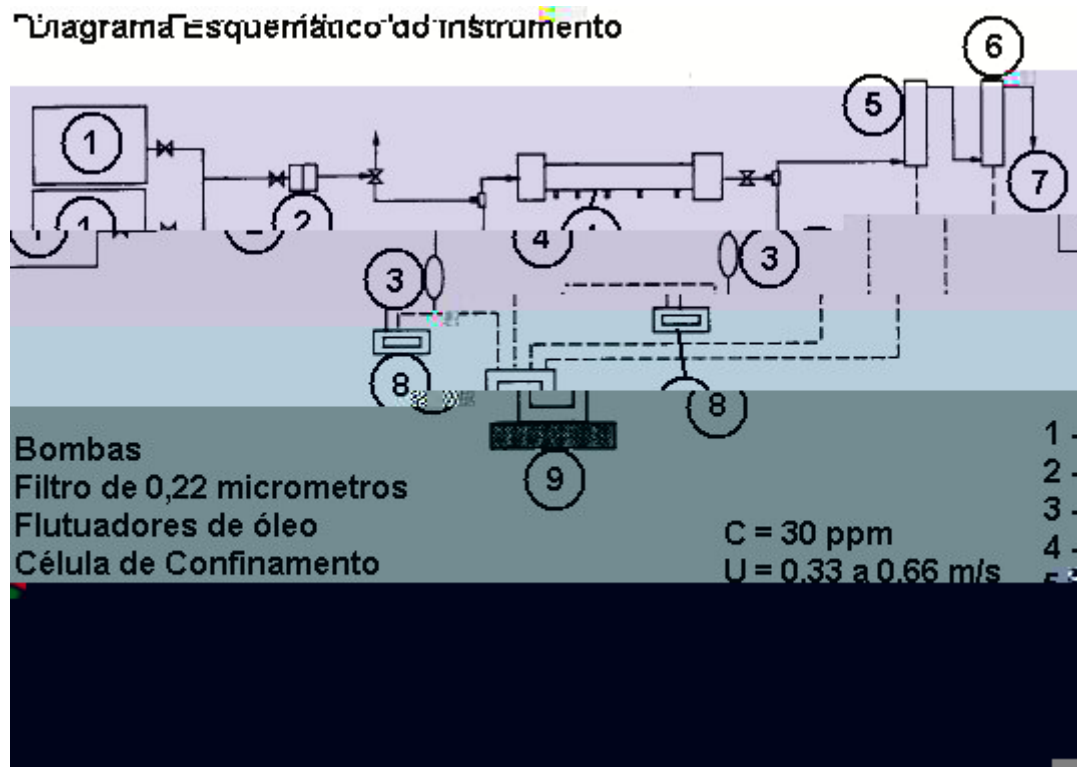 Diagrama Esquemático do Instrumento
6
5
1
7
1
2
4
3
3
8
8
9
1 -
2 -
3 -
4 -
Bombas
Filtro de 0,22 micrometros
Flutuadores de óleo
Célula de Confinamento
C = 30 ppm
U = 0,33 a 0,66 m/s